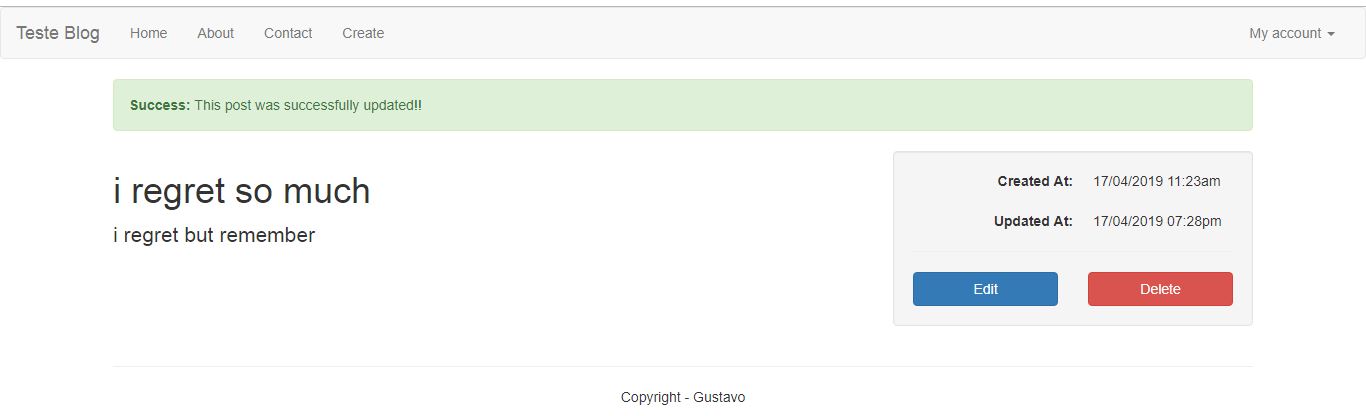 Teste Blog Home About Contact Create My account
Success: This post was successfully updated!!
i regret so much
i regret but remember
Created At: 17/04/2019 11:23am
Updated At: 17/04/2019 07:28pm
Edit Delete
Copyright - Gustavo